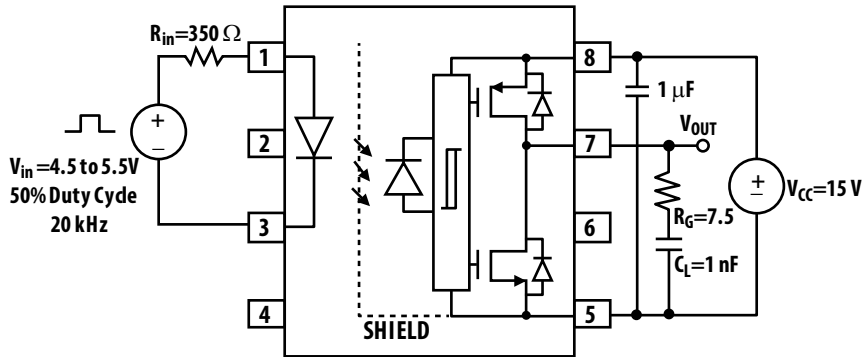 R_in=350 Ω
1
8
1 μF
V_OUT
2
7
V_in =4.5 to 5.5V
50% Duty Cycle
20 kHz
+
−
+
−
V_CC=15 V
R_G=7.5
3
6
C_L=1 nF
4
SHIELD
5